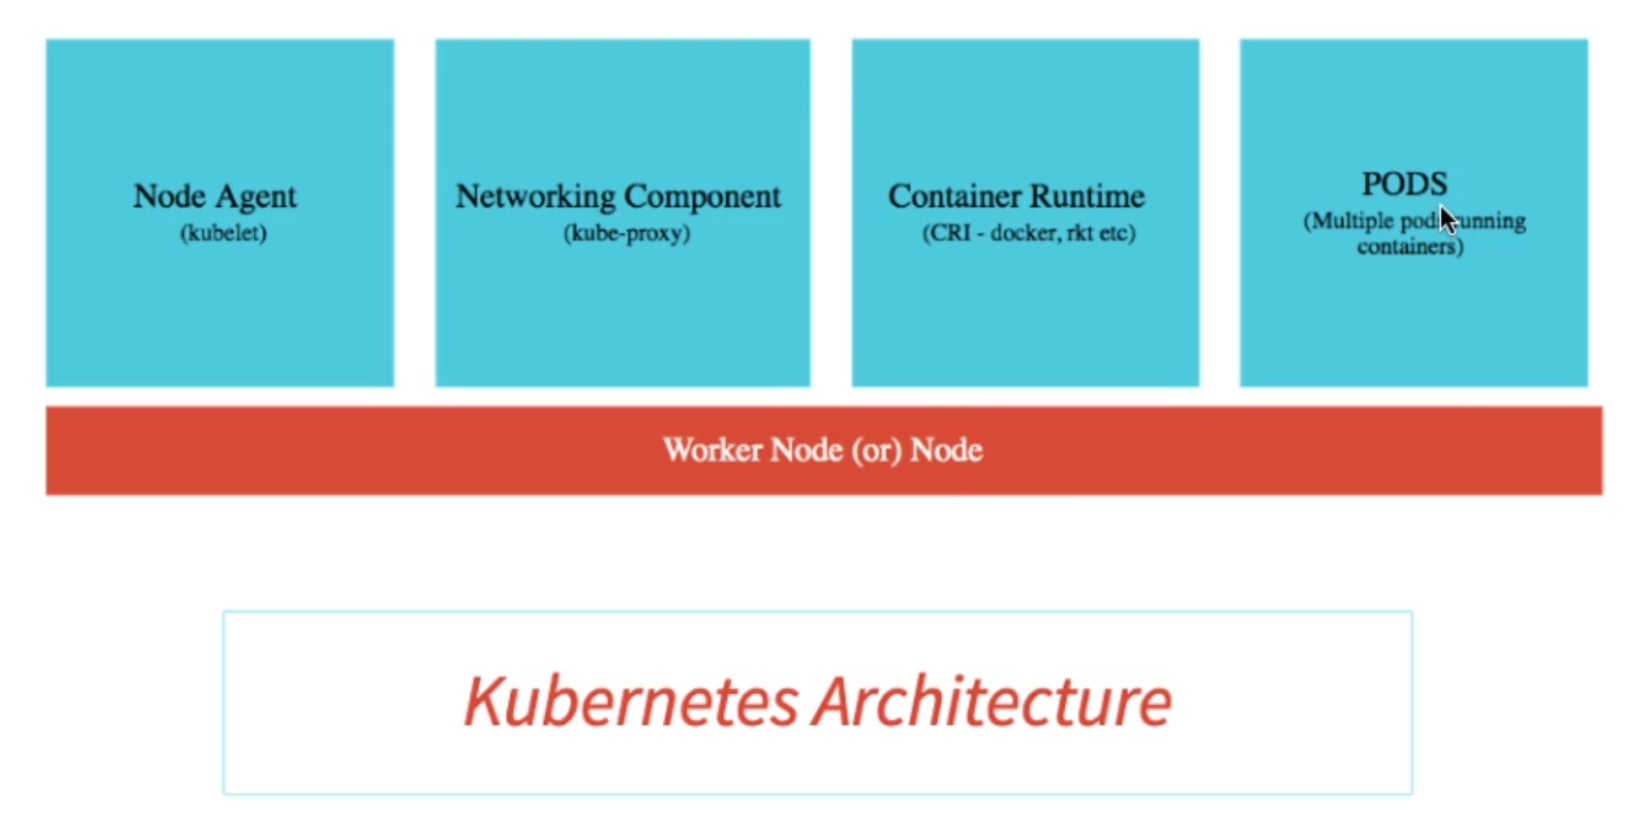 Node Agent
(kubelet)
Networking Component
(kube-proxy)
Container Runtime
(CRI - docker, rkt etc)
PODS
(Multiple pods running
containers)
Worker Node (or) Node
Kubernetes Architecture